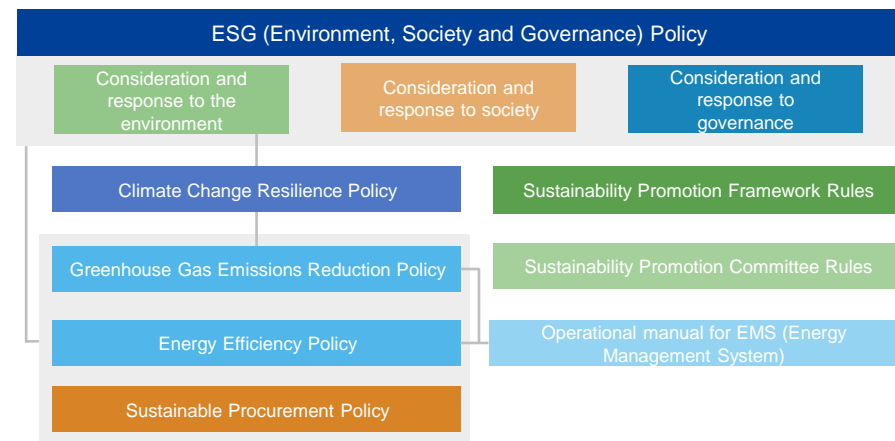 ESG (Environment, Society and Governance) Policy
Consideration and
response to the
environment
Consideration and
response to society
Consideration and
response to
governance
Climate Change Resilience Policy
Sustainability Promotion Framework Rules
Greenhouse Gas Emissions Reduction Policy
Sustainability Promotion Committee Rules
Energy Efficiency Policy
Operational manual for EMS (Energy
Management System)
Sustainable Procurement Policy